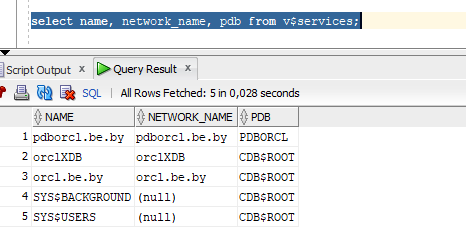 select name, network_name, pdb from v$services;
Script Output x Query Result x
SQL | All Rows Fetched: 5 in 0,028 seconds
NAME NETWORK_NAME PDB
1 pdborcl.be.by pdborcl.be.by PDBORCL
2 orclXDB orclXDB CDB$ROOT
3 orcl.be.by orcl.be.by CDB$ROOT
4 SYS$BACKGROUND (null) CDB$ROOT
5 SYS$USERS (null) CDB$ROOT